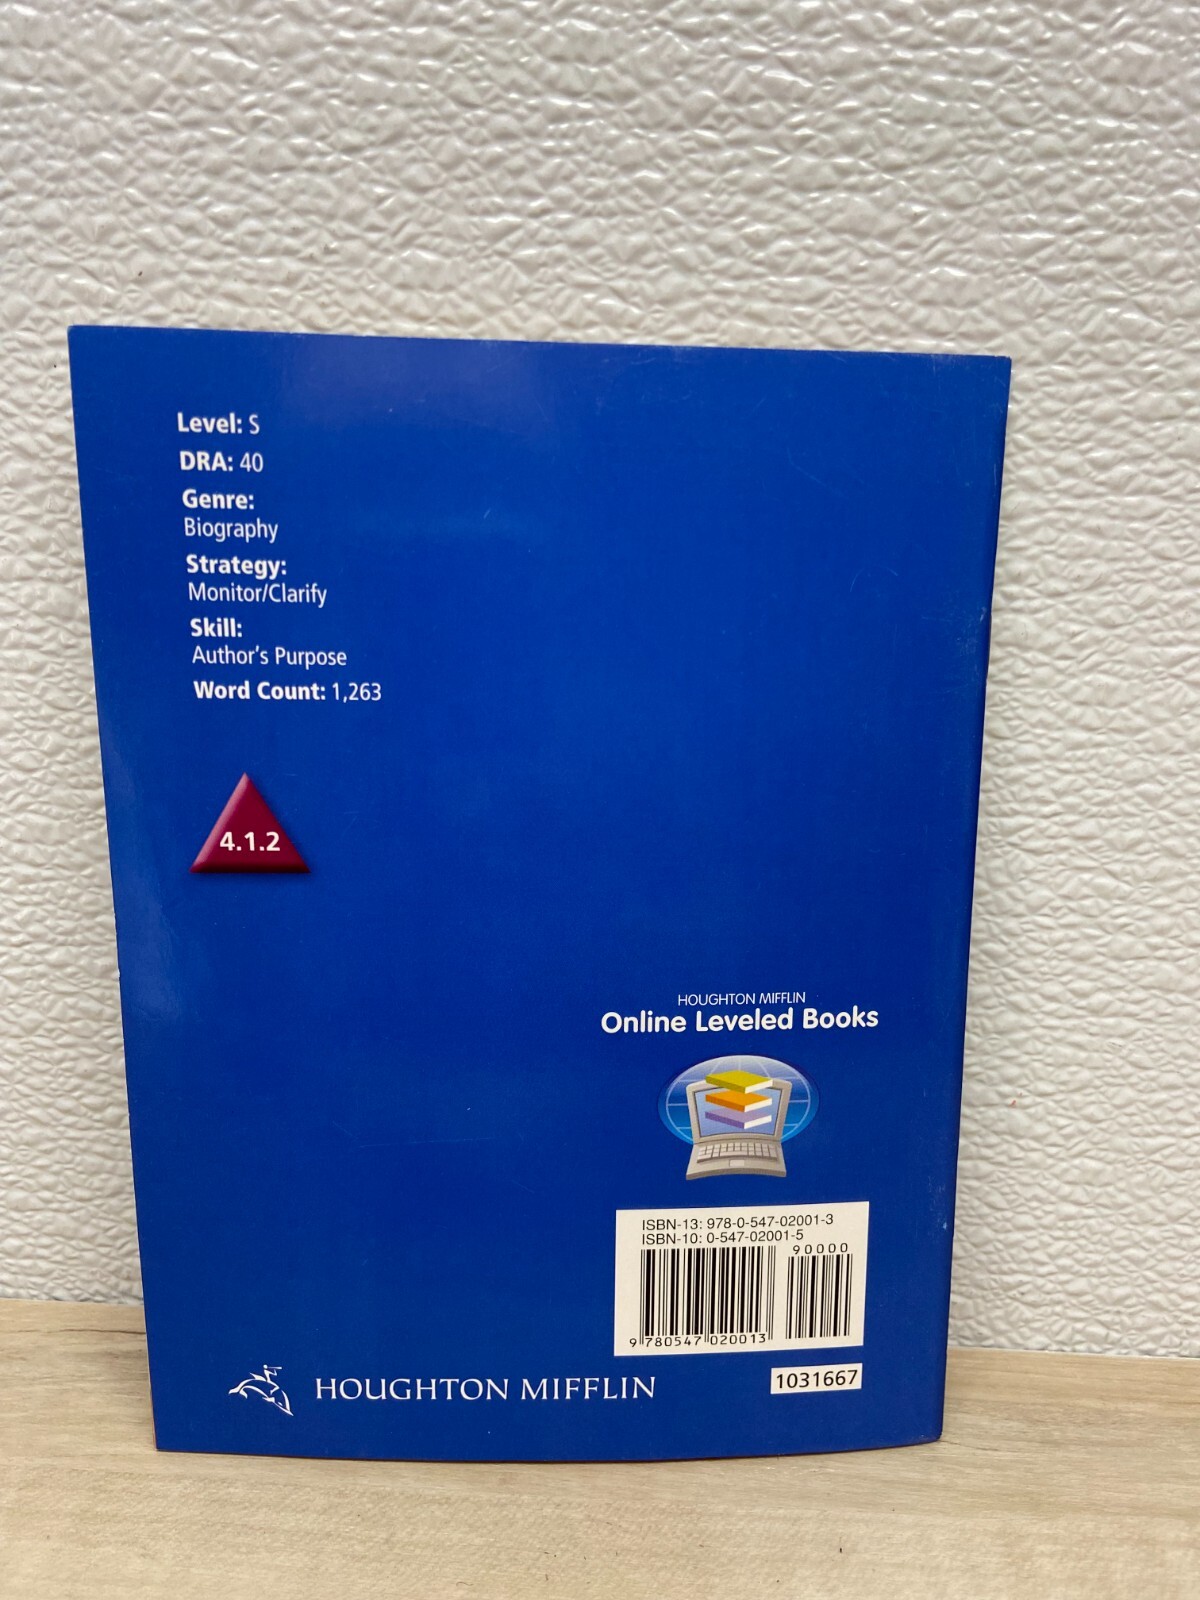 Level: S
DRA: 40
Genre:
Biography
Strategy:
Monitor/Clarify
Skill:
Author's Purpose
Word Count: 1,263
4.1.2
HOUGHTON MIFFLIN
Online Leveled Books
ISBN-13: 978-0-547-02001-3
ISBN-10: 0-547-02001-5
90000
9 780547 020013
HOUGHTON MIFFLIN
1031667